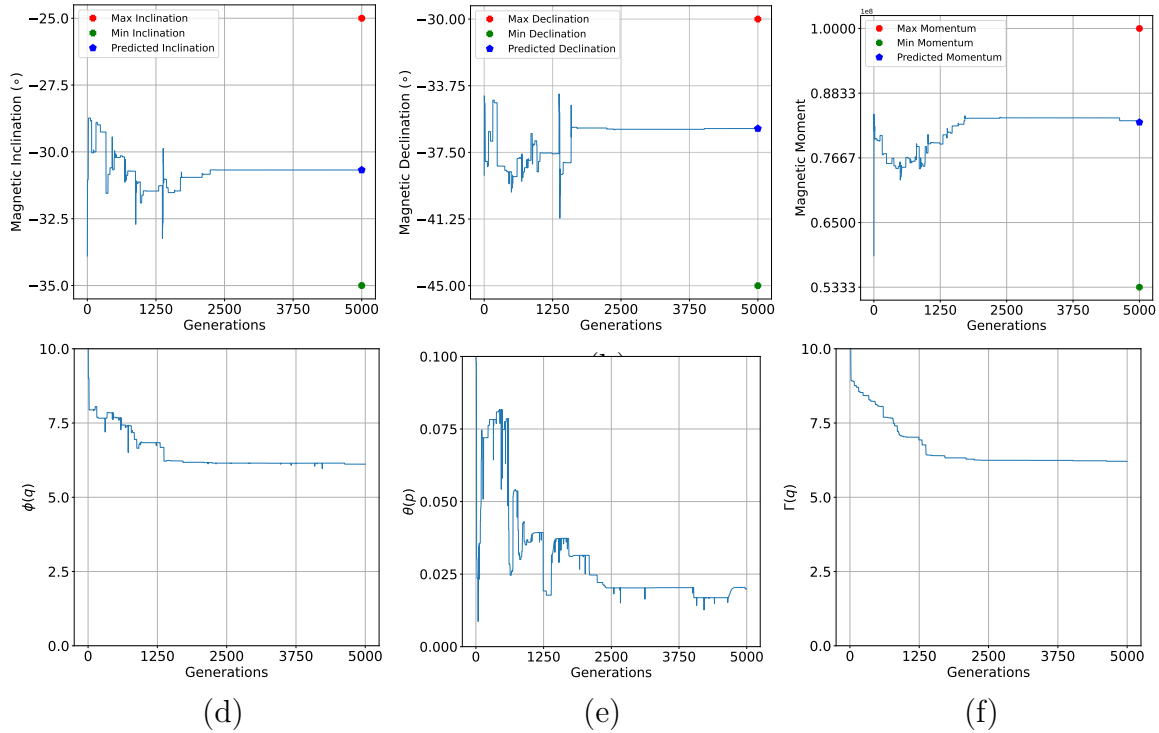 Magnetic Inclination (∘)
−25.0
−27.5
−30.0
−32.5
−35.0
Max Inclination
Min Inclination
Predicted Inclination
0 1250 2500 3750 5000
Generations
Magnetic Declination (∘)
−30.00
−33.75
−37.50
−41.25
−45.00
Max Declination
Min Declination
Predicted Declination
0 1250 2500 3750 5000
Generations
Magnetic Moment
1e8
1.0000
0.8833
0.7667
0.6500
0.5333
Max Momentum
Min Momentum
Predicted Momentum
0 1250 2500 3750 5000
Generations
ϕ(q)
10.0
7.5
5.0
2.5
0.0
0 1250 2500 3750 5000
Generations
(d)
θ(p)
0.100
0.075
0.050
0.025
0.000
0 1250 2500 3750 5000
Generations
(e)
Γ(q)
10.0
7.5
5.0
2.5
0.0
0 1250 2500 3750 5000
Generations
(f)